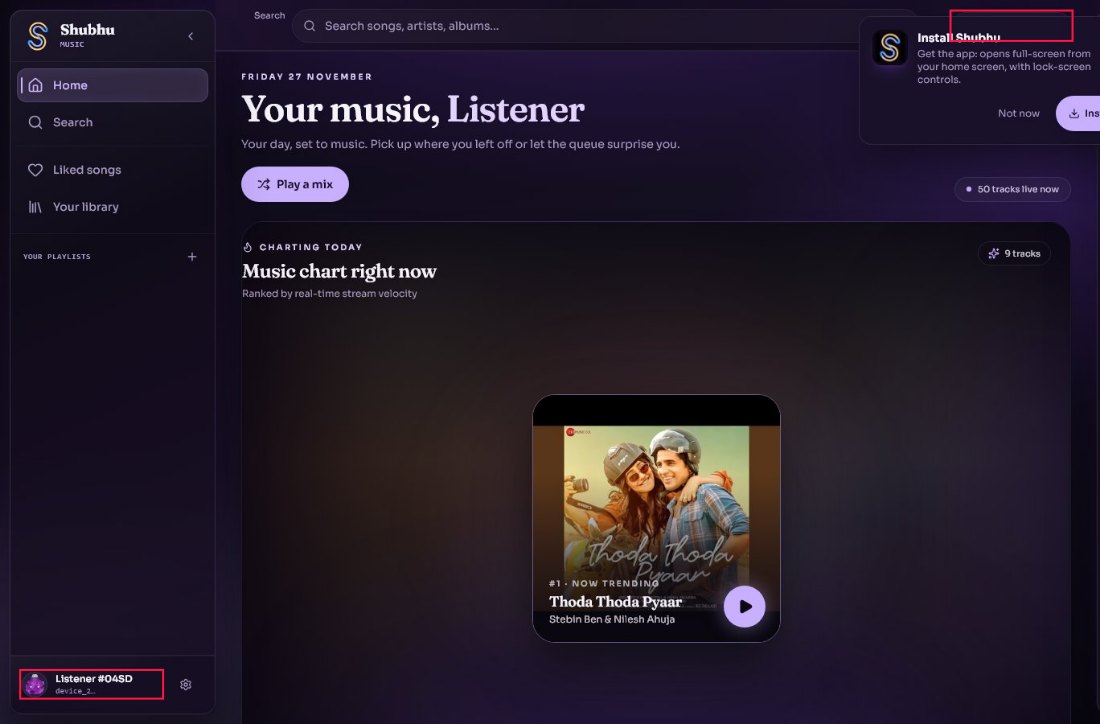 Shubhu
MUSIC
Home
Search
Liked songs
Your library
YOUR PLAYLISTS
Listener #04SD
device_2…
Search
Search songs, artists, albums...
Install Shubhu
Get the app: opens full-screen from
your home screen, with lock-screen
controls.
Not now
Ins
FRIDAY 27 NOVEMBER
Your music, Listener
Your day, set to music. Pick up where you left off or let the queue surprise you.
Play a mix
50 tracks live now
CHARTING TODAY
Music chart right now
Ranked by real-time stream velocity
9 tracks
Thoda Thoda
Pyaar
#1 · NOW TRENDING
Thoda Thoda Pyaar
Stebin Ben & Nilesh Ahuja